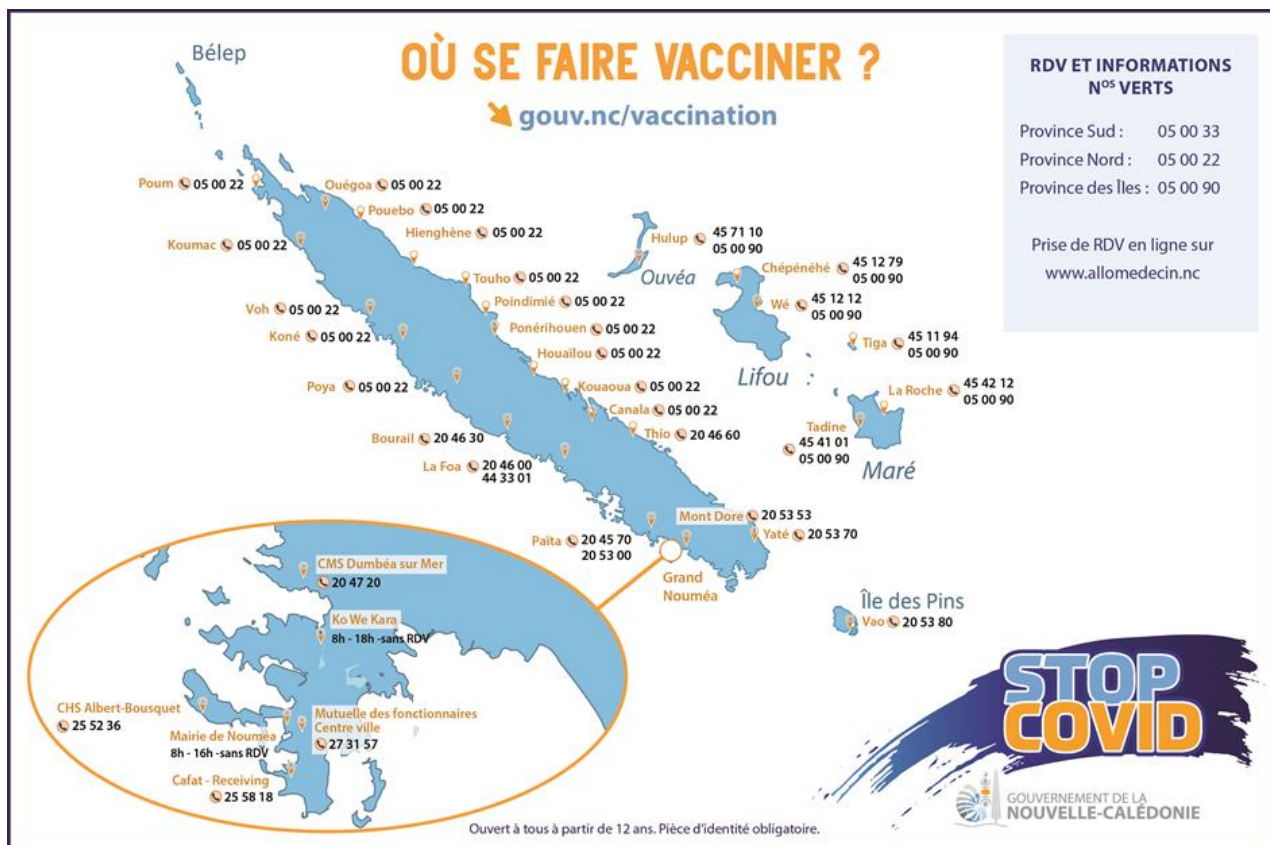 Bélep
OÙ SE FAIRE VACCINER ?
gouv.nc/vaccination
RDV ET INFORMATIONS
NOS VERTS
Province Sud : 05 00 33
Province Nord : 05 00 22
Province des Îles : 05 00 90
Prise de RDV en ligne sur
www.allomedecin.nc
Poum 05 00 22
Ouégoa 05 00 22
Pouebo 05 00 22
Hienghène 05 00 22
Koumac 05 00 22
Touho 05 00 22
Poindimié 05 00 22
Voh 05 00 22
Ponérihouen 05 00 22
Koné 05 00 22
Houaïlou 05 00 22
Poya 05 00 22
Kouaoua 05 00 22
Canala 05 00 22
Thio 20 46 60
Bourail 20 46 30
La Foa 20 46 00
44 33 01
Hulup 45 71 10
05 00 90
Ouvéa
Chépénéhé 45 12 79
05 00 90
Wé 45 12 12
05 00 90
Lifou
Tiga 45 11 94
05 00 90
La Roche 45 42 12
05 00 90
Tadine
45 41 01
05 00 90
Maré
Mont Dore 20 53 53
Yaté 20 53 70
Païta 20 45 70
20 53 00
Grand
Nouméa
Île des Pins
Vao 20 53 80
CMS Dumbéa sur Mer
20 47 20
Ko We Kara
8h - 18h -sans RDV
CHS Albert-Bousquet
25 52 36
Mairie de Nouméa
8h - 16h -sans RDV
Mutuelle des fonctionnaires
Centre ville
27 31 57
Cafat - Receiving
25 58 18
STOP
COVID
GOUVERNEMENT DE LA
NOUVELLE-CALÉDONIE
Ouvert à tous à partir de 12 ans. Pièce d'identité obligatoire.